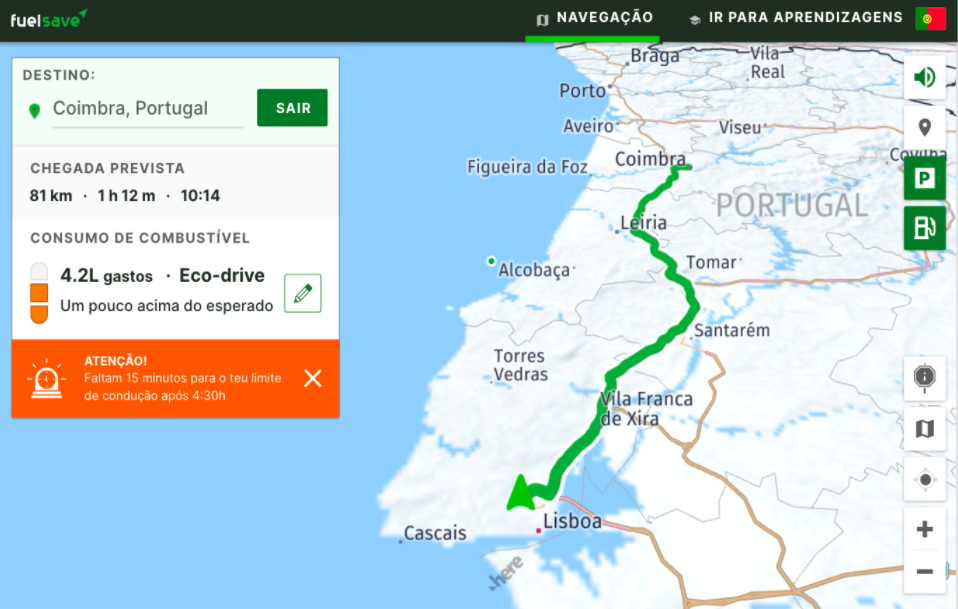 fuelsave
NAVEGAÇÃO
IR PARA APRENDIZAGENS
DESTINO:
Coimbra, Portugal
SAIR
CHEGADA PREVISTA
81 km · 1 h 12 m · 10:14
CONSUMO DE COMBUSTÍVEL
4.2L gastos · Eco-drive
Um pouco acima do esperado
ATENÇÃO!
Faltam 15 minutos para o teu limite
de condução após 4:30h
Braga
Vila
Real
Porto
Aveiro
Viseu
Coimbra
Covilhã
Figueira da Foz
PORTUGAL
Leiria
Tomar
Alcobaça
Santarém
Torres
Vedras
Vila Franca
de Xira
Lisboa
Cascais
here
P